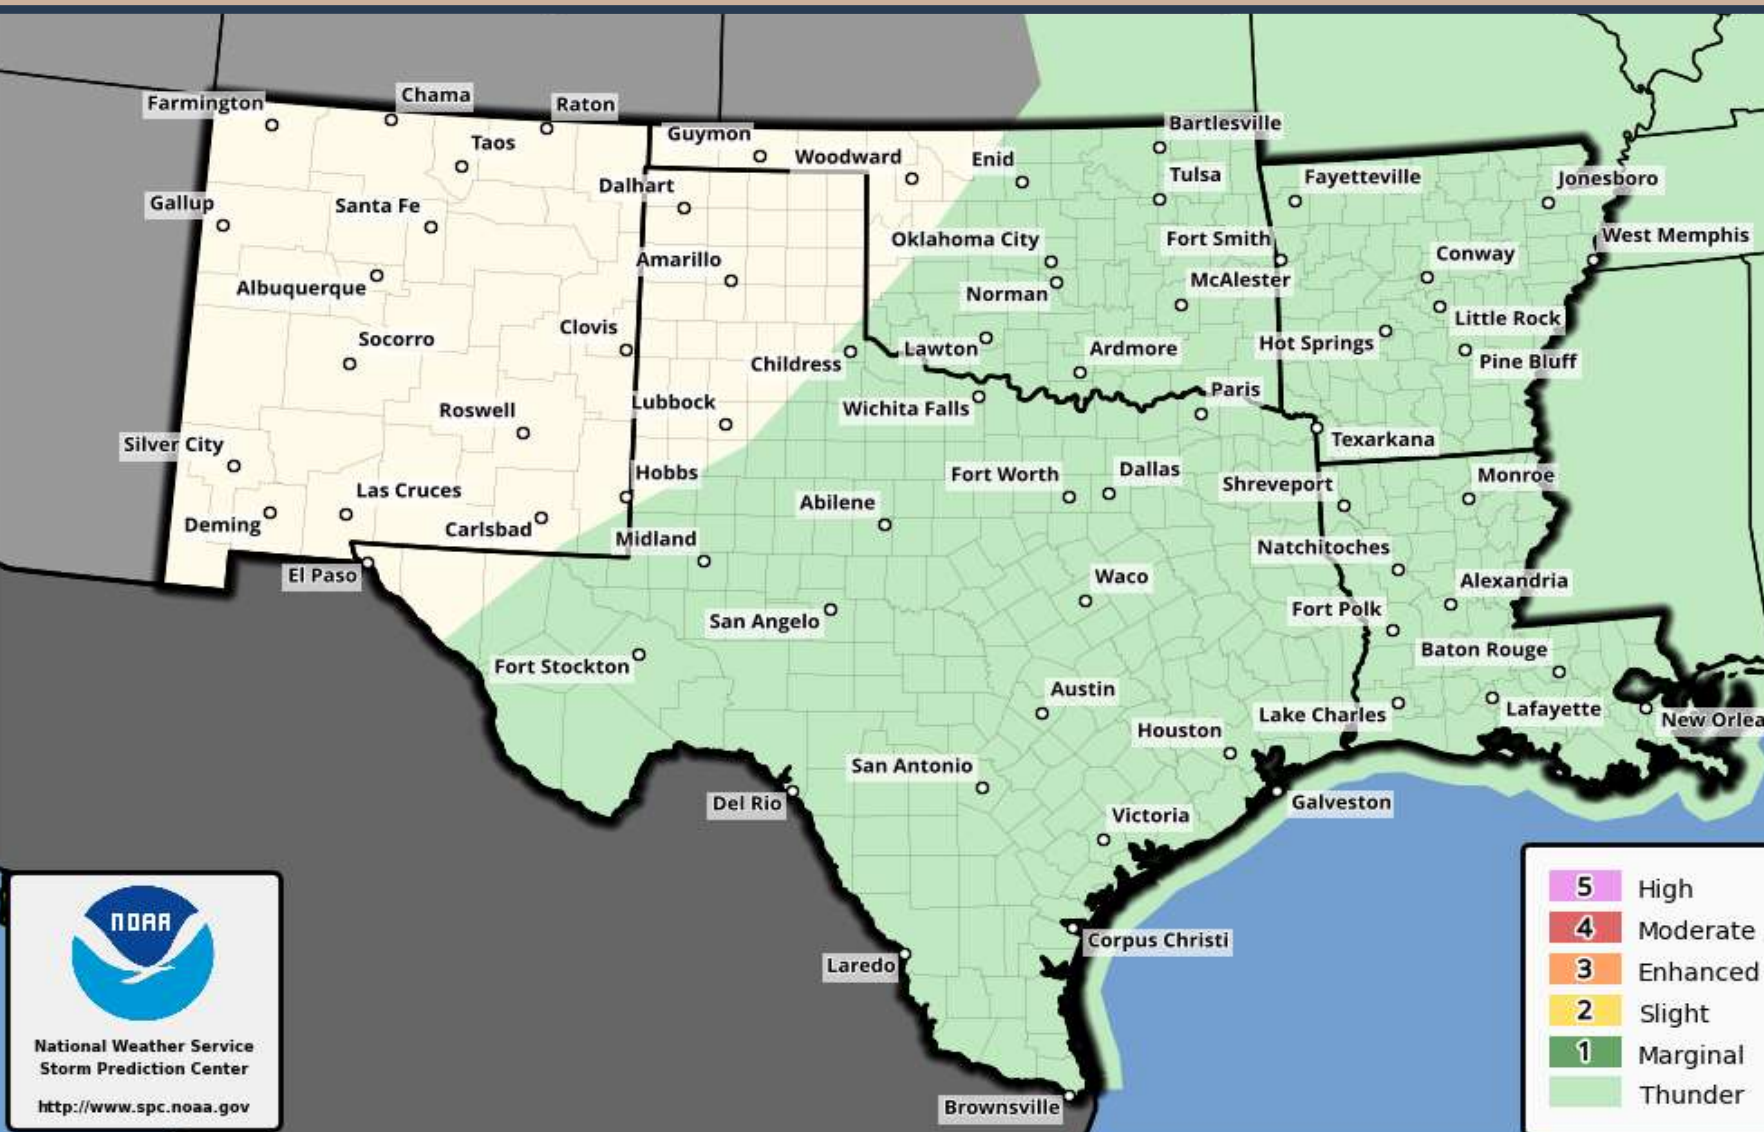 Farmington
Chama
Raton
Taos
Guymon
Woodward
Enid
Bartlesville
Tulsa
Fayetteville
Jonesboro
Gallup
Santa Fe
Dalhart
Oklahoma City
Fort Smith
West Memphis
Albuquerque
Amarillo
Norman
McAlester
Conway
Socorro
Clovis
Childress
Lawton
Ardmore
Hot Springs
Little Rock
Pine Bluff
Roswell
Lubbock
Wichita Falls
Paris
Texarkana
Silver City
Hobbs
Las Cruces
Abilene
Fort Worth
Dallas
Shreveport
Monroe
Deming
Carlsbad
Midland
Natchitoches
El Paso
San Angelo
Waco
Alexandria
Fort Polk
Fort Stockton
Baton Rouge
Austin
Houston
Lake Charles
Lafayette
New Orlea
San Antonio
Del Rio
Galveston
Victoria
Corpus Christi
Laredo
Brownsville
NOAA
National Weather Service
Storm Prediction Center
http://www.spc.noaa.gov
5 High
4 Moderate
3 Enhanced
2 Slight
1 Marginal
Thunder